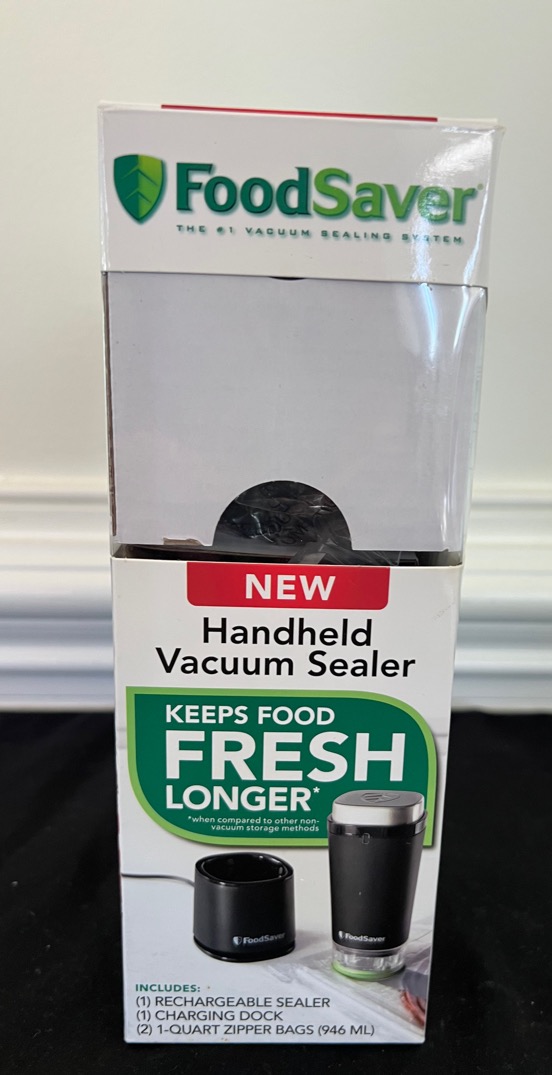 FoodSaver
THE #1 VACUUM SEALING SYSTEM
NEW
Handheld
Vacuum Sealer
KEEPS FOOD
FRESH
LONGER*
*when compared to other non-
vacuum storage methods
FoodSaver
FoodSaver
INCLUDES:
(1) RECHARGEABLE SEALER
(1) CHARGING DOCK
(2) 1-QUART ZIPPER BAGS (946 ML)